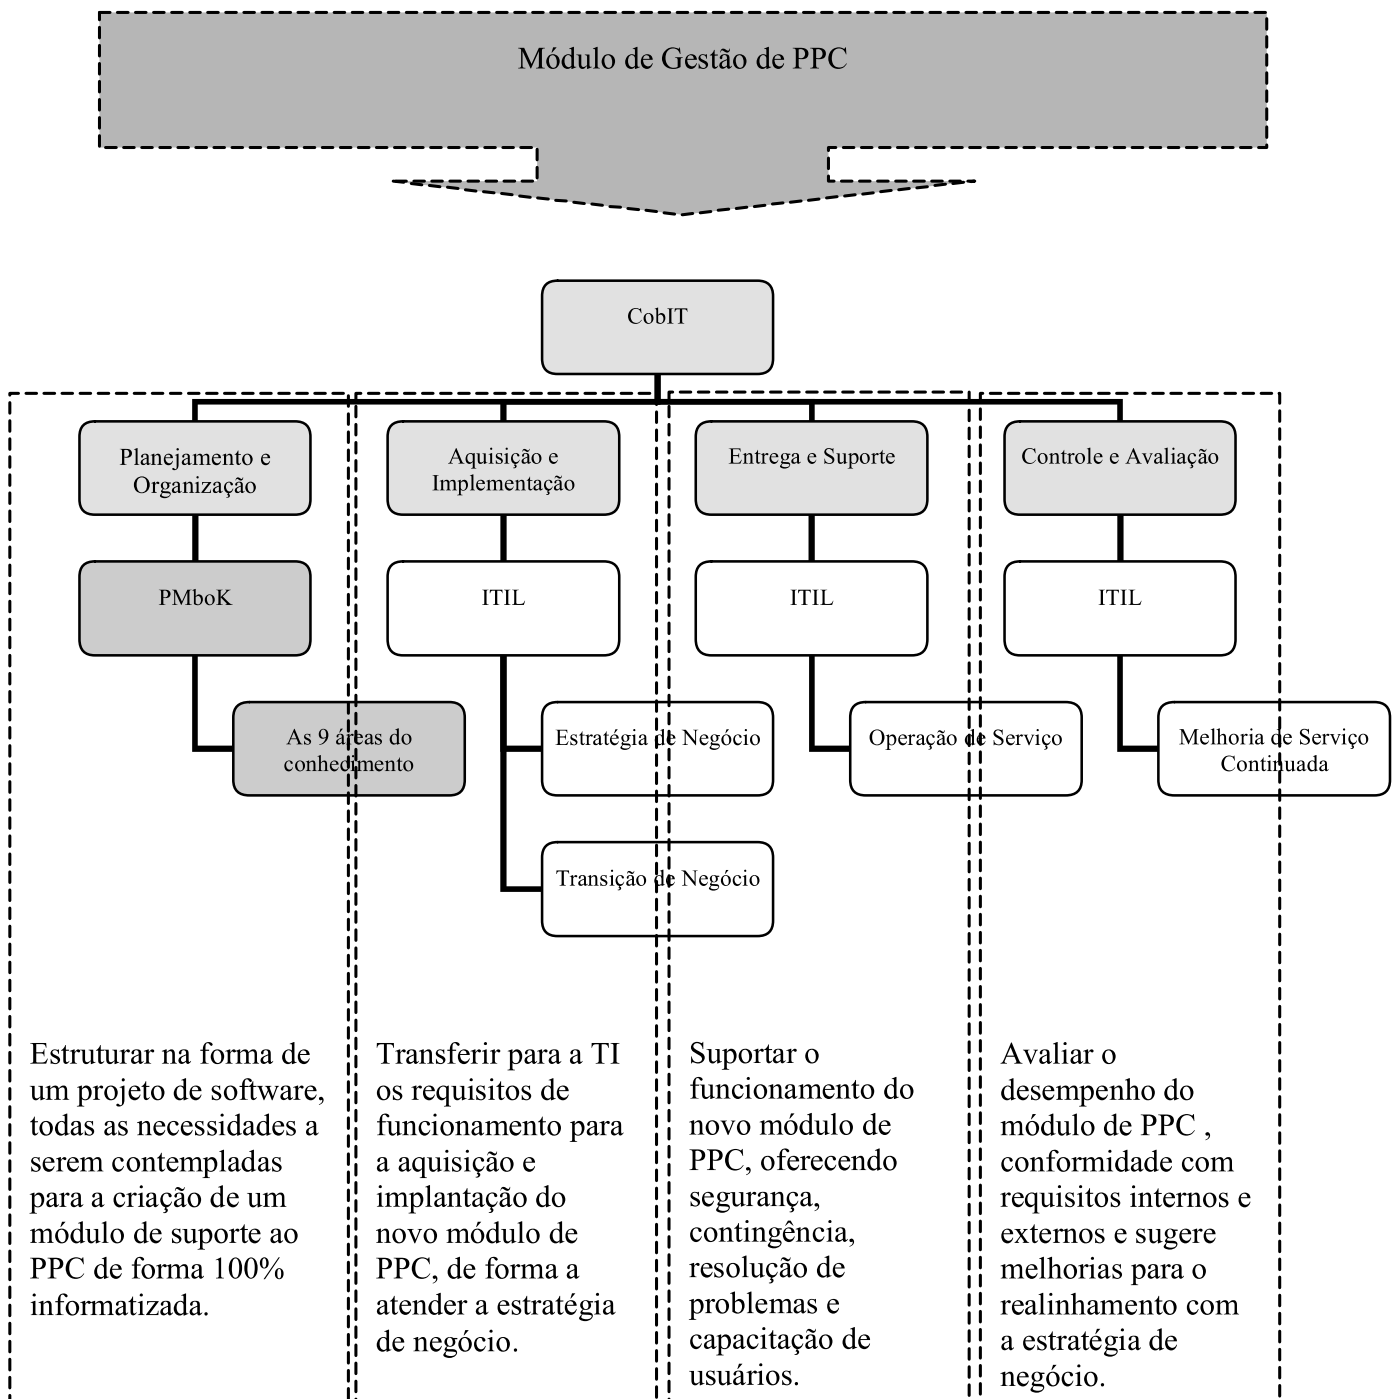 Módulo de Gestão de PPC
CobIT
Planejamento e
Organização
Aquisição e
Implementação
Entrega e Suporte
Controle e Avaliação
PMboK
ITIL
ITIL
ITIL
As 9 áreas do
conhecimento
Estratégia de Negócio
Operação de Serviço
Melhoria de Serviço
Continuada
Transição de Negócio
Estruturar na forma de
um projeto de software,
todas as necessidades a
serem contempladas
para a criação de um
módulo de suporte ao
PPC de forma 100%
informatizada.
Transferir para a TI
os requisitos de
funcionamento para
a aquisição e
implantação do
novo módulo de
PPC, de forma a
atender a estratégia
de negócio.
Suportar o
funcionamento do
novo módulo de
PPC, oferecendo
segurança,
contingência,
resolução de
problemas e
capacitação de
usuários.
Avaliar o
desempenho do
módulo de PPC ,
conformidade com
requisitos internos e
externos e sugere
melhorias para o
realinhamento com
a estratégia de
negócio.